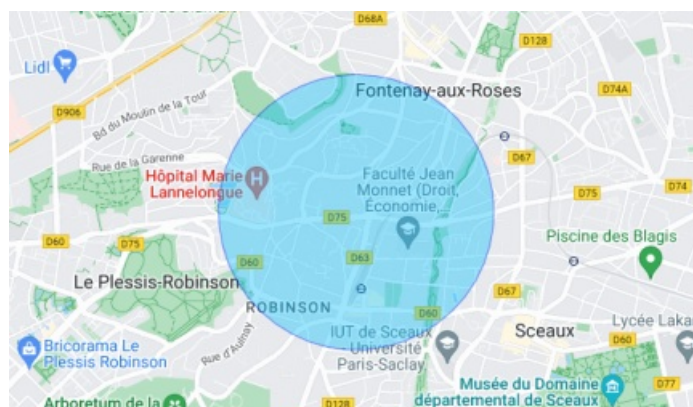 D68A
D128
Lidl
Fontenay-aux-Roses
D74A
D906
Bd du Moulin de la Tour
Rue de la Garenne
D67
Hôpital Marie
Lannelongue
Faculté Jean
Monnet (Droit,
Économie,...
D75
D74
D75
D60
D75
Piscine des Blagis
D60
D63
Le Plessis-Robinson
D67
ROBINSON
D60
Bricorama Le
Plessis Robinson
Rue d'Aulnay
IUT de Sceaux
Université
Paris-Saclay
Sceaux
Lycée Laka
D60
D77
Musée du Domaine
départemental de Sceaux
Arboretum de la
D128